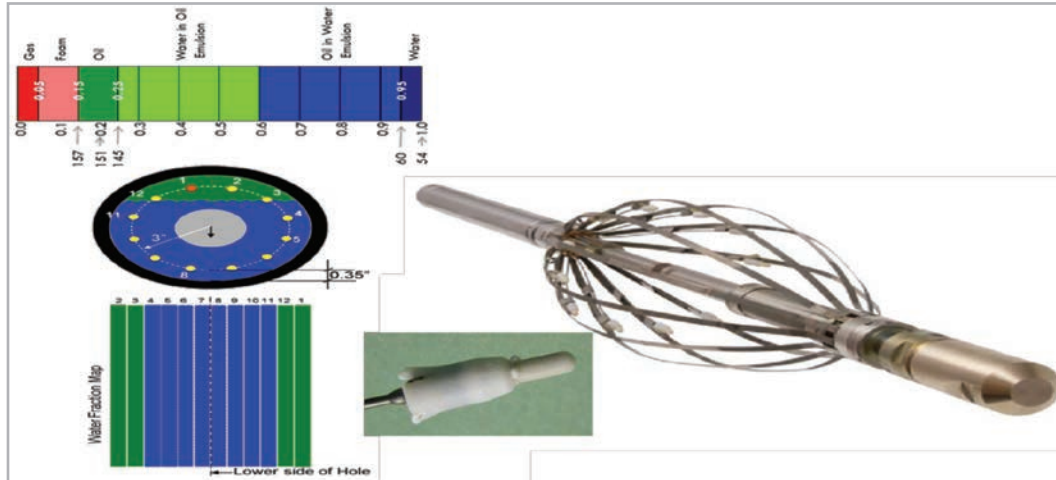 Gas
Foam
Oil
Water in Oil
Emulsion
Oil in Water
Emulsion
Water
0.05
0.15
0.25
0.95
0.0
0.1
0.2
0.3
0.4
0.5
0.6
0.7
0.8
0.9
1.0
157 →
151 →
145 →
60 →
54 →
1
2
3
4
5
8
11
12
3"
0.35"
2 3 4 5 6 7 8 9 10 11 12 1
Water Fraction Map
Lower side of Hole